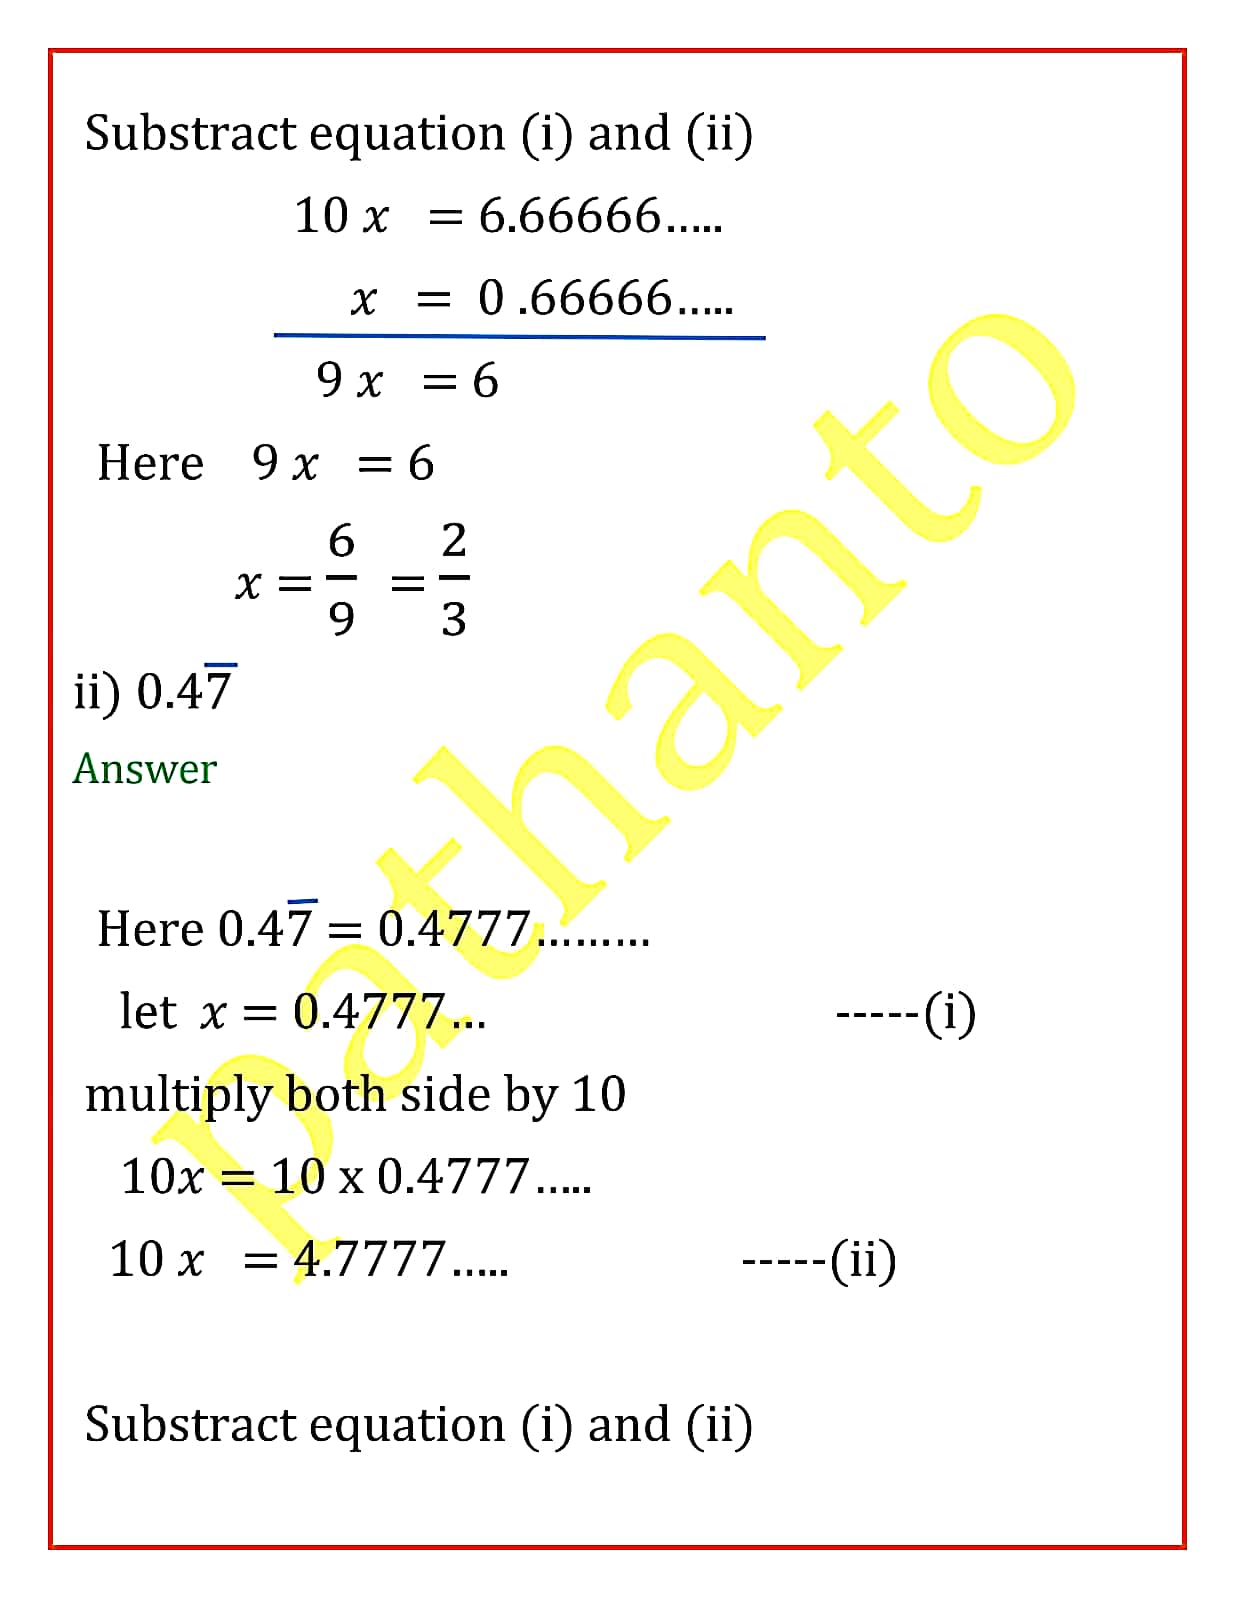 Substract equation (i) and (ii)
10 x = 6.66666.....
x = 0 .66666.....
9 x = 6
Here 9 x = 6
x = 6/9 = 2/3
ii) 0.47̅
Answer
Here 0.47̅ = 0.4777.........
let x = 0.4777... -----(i)
multiply both side by 10
10x = 10 x 0.4777.....
10 x = 4.7777..... -----(ii)
Substract equation (i) and (ii)
pathanto